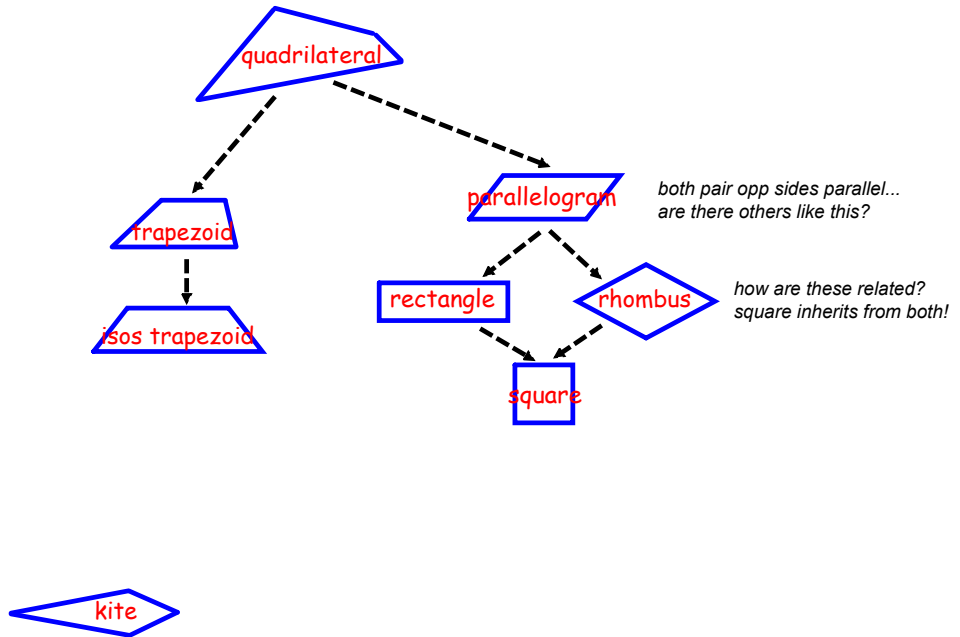 quadrilateral
parallelogram
both pair opp sides parallel...
are there others like this?
trapezoid
rectangle
rhombus
how are these related?
square inherits from both!
isos trapezoid
square
kite